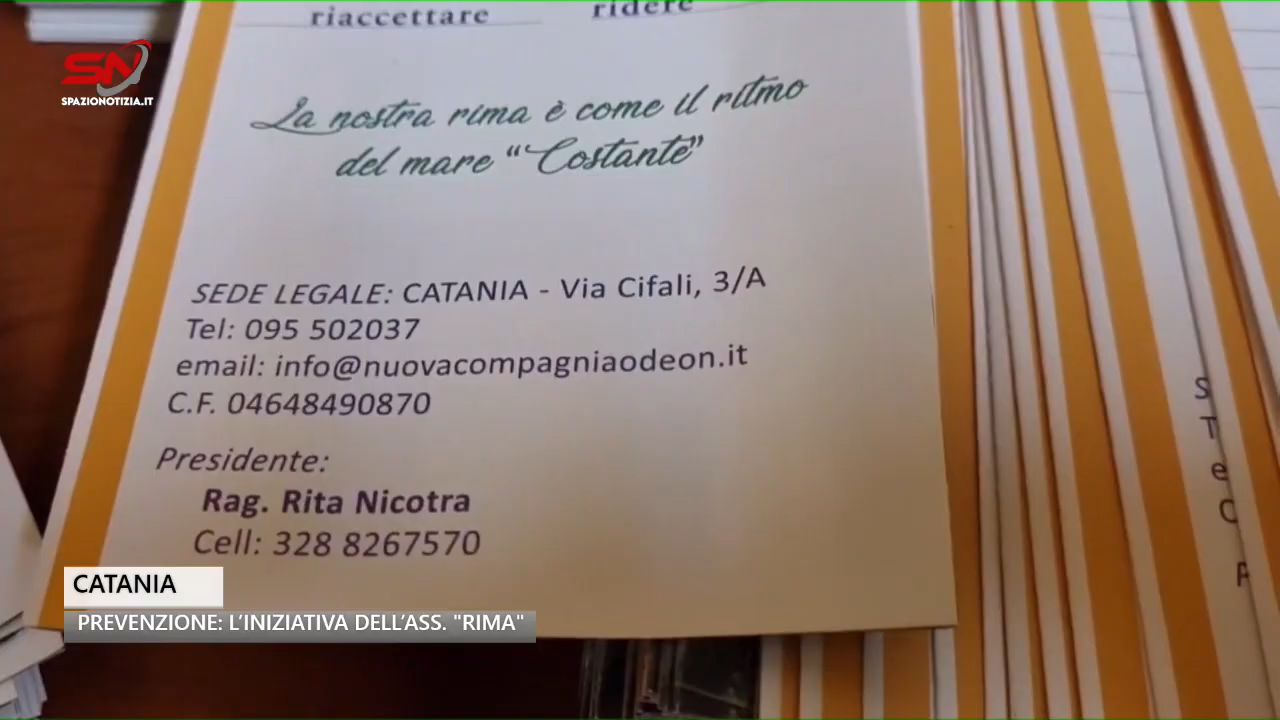 riaccettare ridere
SN
SPAZIONOTIZIA.IT
La nostra rima è come il ritmo
del mare “Costante”
SEDE LEGALE: CATANIA - Via Cifali, 3/A
Tel: 095 502037
email: info@nuovacompagniaodeon.it
C.F. 04648490870
Presidente:
Rag. Rita Nicotra
Cell: 328 8267570
S
T
e
C
P
CATANIA
PREVENZIONE: L’INIZIATIVA DELL’ASS. "RIMA"